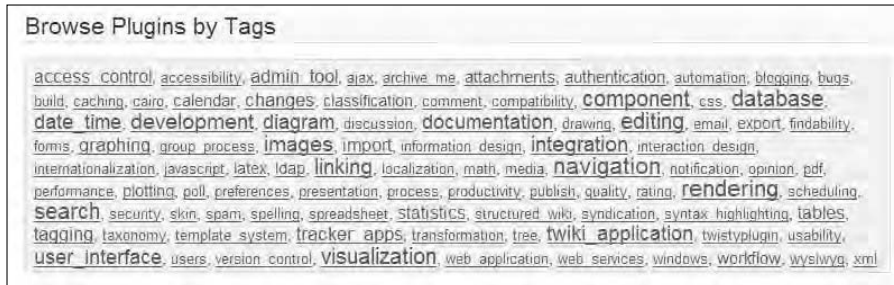 Browse Plugins by Tags
access_control, accessibility, admin_tool, ajax, archive_me, attachments, authentication, automation, blogging, bugs,
build, caching, cairo, calendar, changes, classification, comment, compatibility, component, css, database,
date_time, development, diagram, discussion, documentation, drawing, editing, email, export, findability,
forms, graphing, group_process, images, import, information_design, integration, interaction_design,
internationalization, javascript, latex, ldap, linking, localization, math, media, navigation, notification, opinion, pdf,
performance, plotting, poll, preferences, presentation, process, productivity, publish, quality, rating, rendering, scheduling,
search, security, skin, spam, spelling, spreadsheet, statistics, structured_wiki, syndication, syntax_highlighting, tables,
tagging, taxonomy, template_system, tracker_apps, transformation, tree, twiki_application, twistyplugin, usability,
user_interface, users, version_control, visualization, web_application, web_services, windows, workflow, wysiwyg, xml